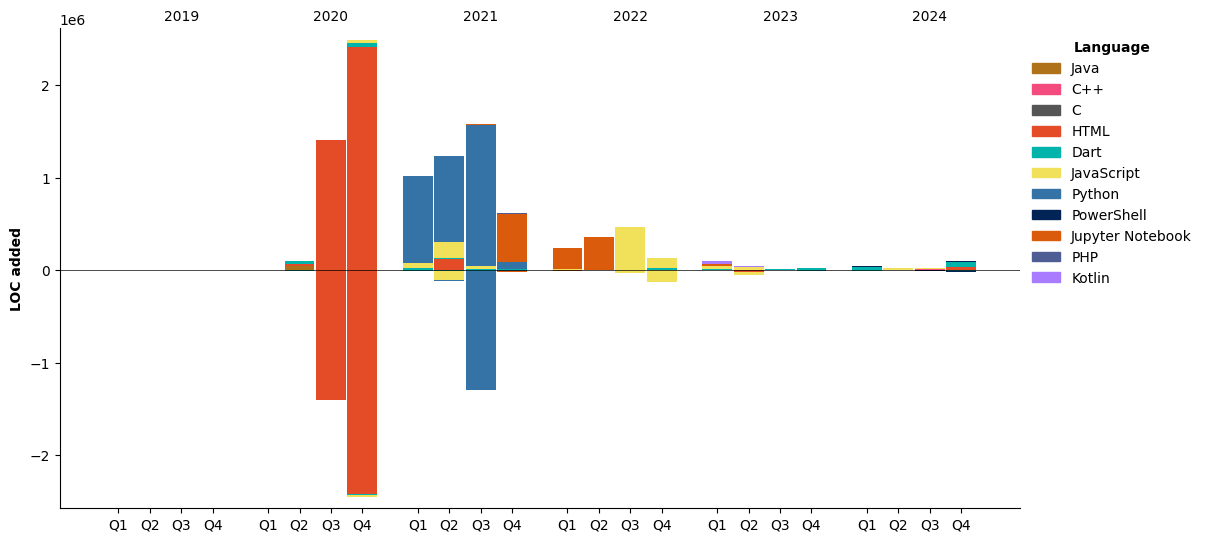 2019 2020 2021 2022 2023 2024
1e6
Language
Java
C++
C
HTML
Dart
JavaScript
Python
PowerShell
Jupyter Notebook
PHP
Kotlin
LOC added
2
1
0
−1
−2
Q1 Q2 Q3 Q4 Q1 Q2 Q3 Q4 Q1 Q2 Q3 Q4 Q1 Q2 Q3 Q4 Q1 Q2 Q3 Q4 Q1 Q2 Q3 Q4